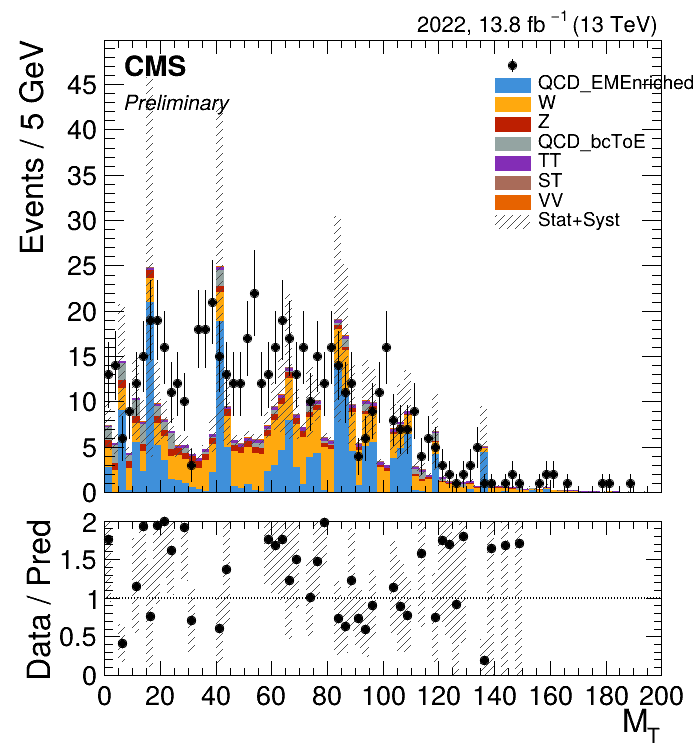 2022, 13.8 fb⁻¹ (13 TeV)
CMS
Preliminary
QCD_EMEnriched
W
Z
QCD_bcToE
TT
ST
VV
Stat+Syst
Events / 5 GeV
45
40
35
30
25
20
15
10
5
0
Data / Pred
2
1.5
1
0.5
0
0 20 40 60 80 100 120 140 160 180 200
M_T